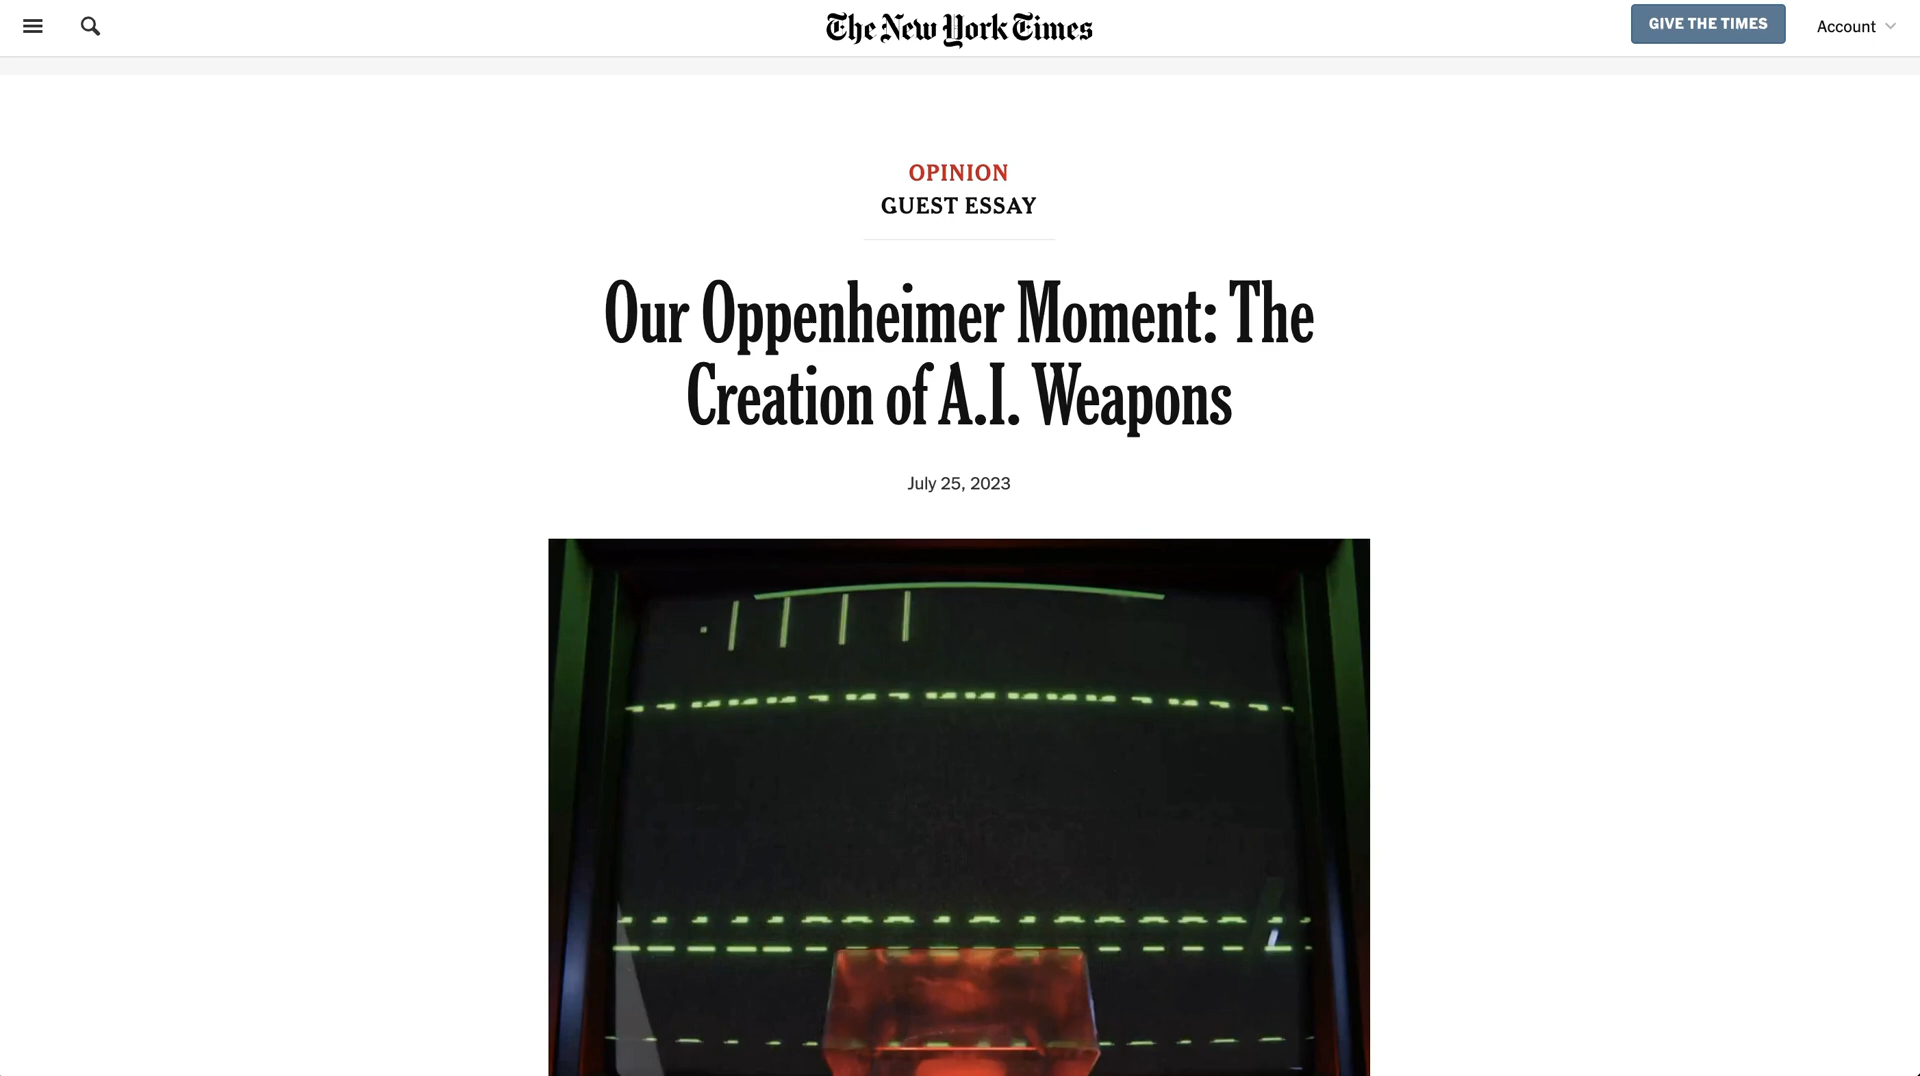 The New York Times
GIVE THE TIMES
Account
OPINION
GUEST ESSAY
Our Oppenheimer Moment: The
Creation of A.I. Weapons
July 25, 2023